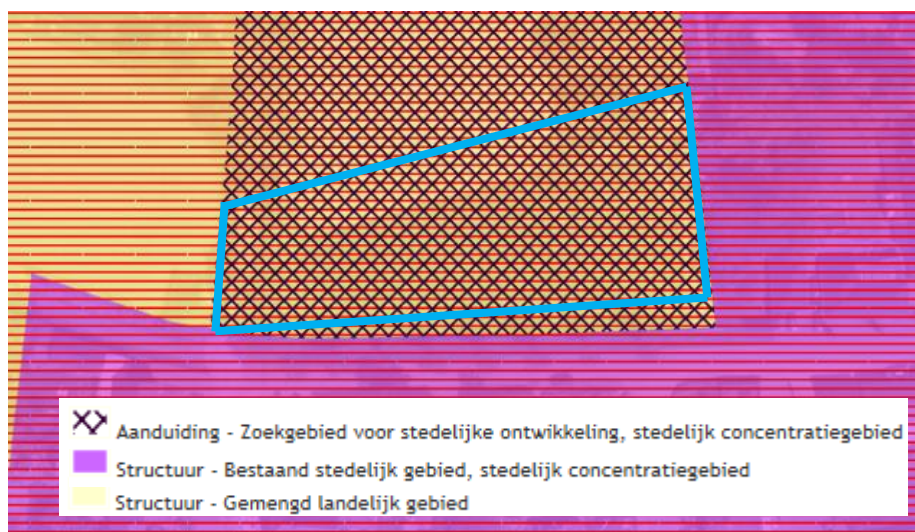 Aanduiding - Zoekgebied voor stedelijke ontwikkeling, stedelijk concentratiegebied
Structuur - Bestaand stedelijk gebied, stedelijk concentratiegebied
Structuur - Gemengd landelijk gebied